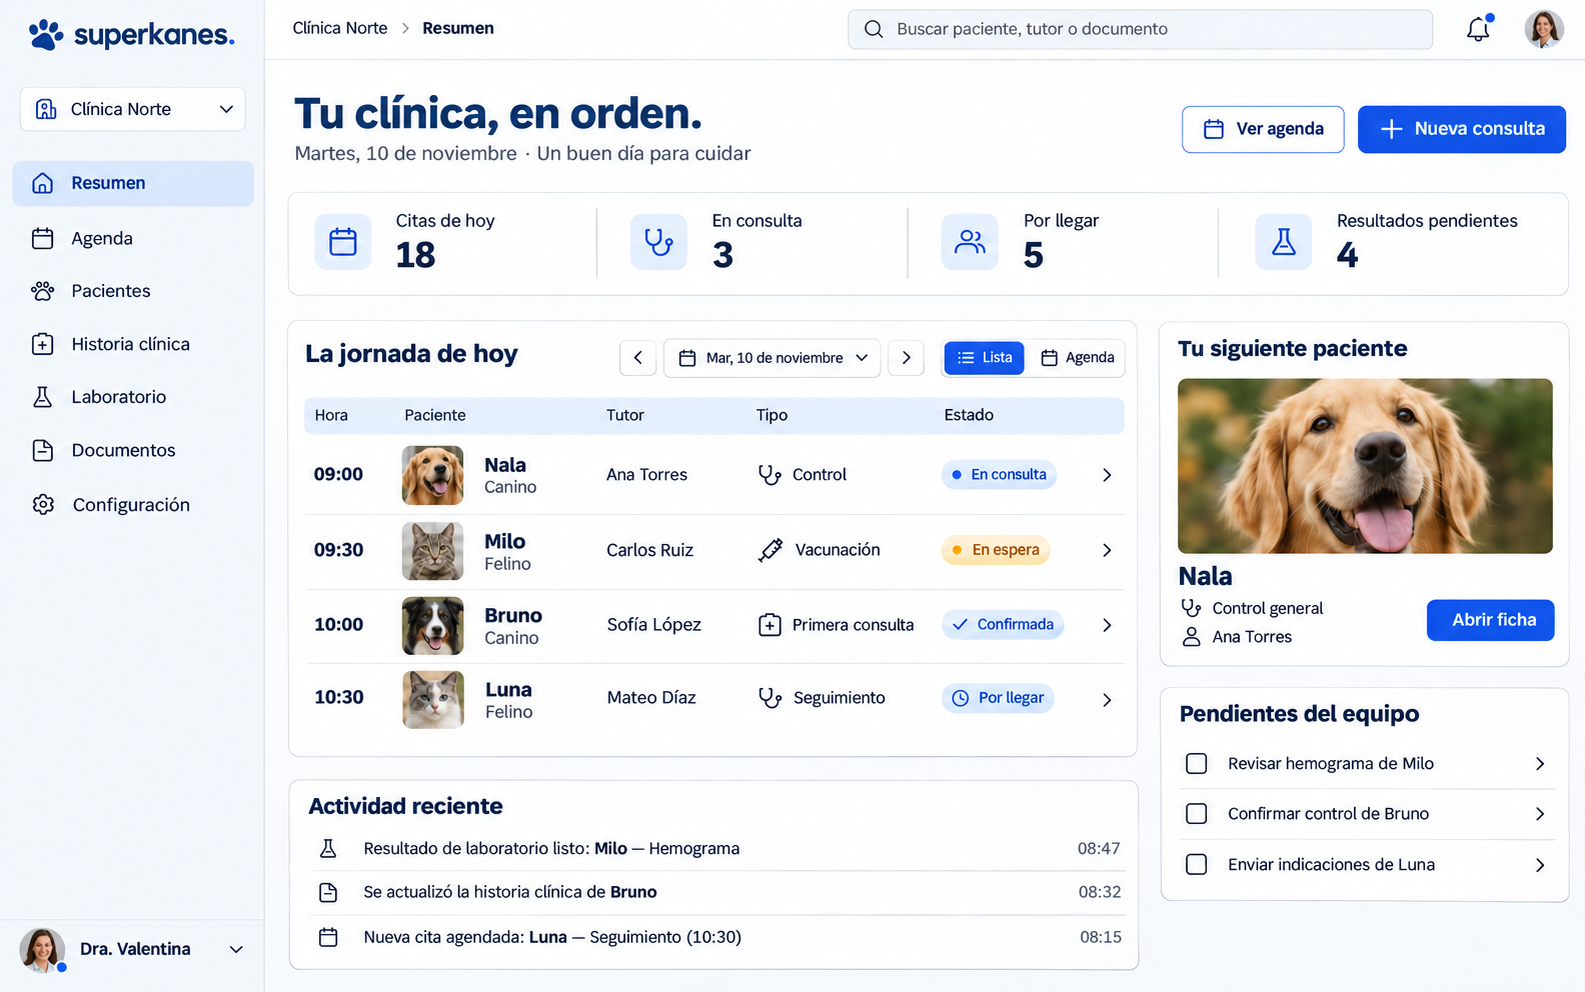 superkanes.
Clínica Norte
Resumen
Agenda
Pacientes
Historia clínica
Laboratorio
Documentos
Configuración
Dra. Valentina
Clínica Norte > Resumen
Buscar paciente, tutor o documento
Tu clínica, en orden.
Martes, 10 de noviembre · Un buen día para cuidar
Ver agenda
Nueva consulta
Citas de hoy
18
En consulta
3
Por llegar
5
Resultados pendientes
4
La jornada de hoy
Mar, 10 de noviembre
Lista
Agenda
Hora Paciente Tutor Tipo Estado
09:00 Nala Ana Torres Control En consulta
Canino
09:30 Milo Carlos Ruiz Vacunación En espera
Felino
10:00 Bruno Sofía López Primera consulta Confirmada
Canino
10:30 Luna Mateo Díaz Seguimiento Por llegar
Felino
Actividad reciente
Resultado de laboratorio listo: Milo — Hemograma 08:47
Se actualizó la historia clínica de Bruno 08:32
Nueva cita agendada: Luna — Seguimiento (10:30) 08:15
Tu siguiente paciente
Nala
Control general
Ana Torres
Abrir ficha
Pendientes del equipo
Revisar hemograma de Milo
Confirmar control de Bruno
Enviar indicaciones de Luna